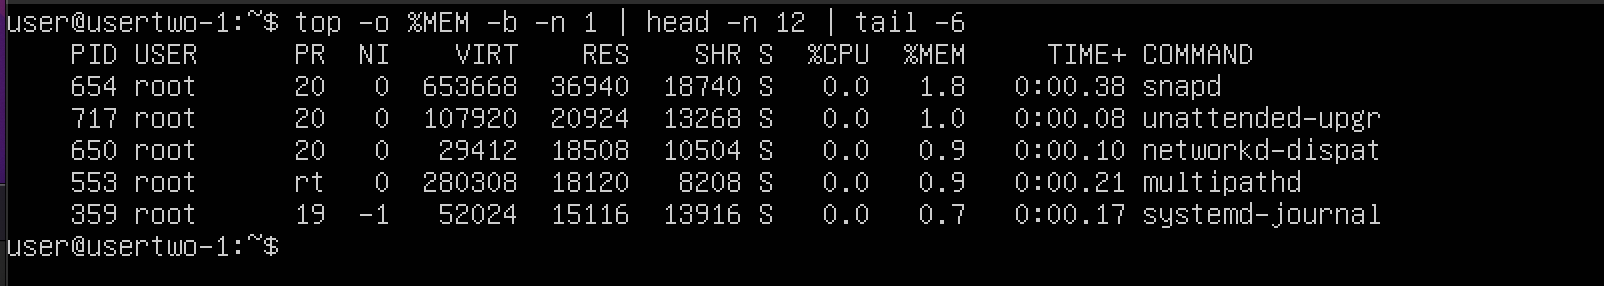 user@usertwo-1:~$ top -o %MEM -b -n 1 | head -n 12 | tail -6
    PID USER      PR  NI    VIRT    RES    SHR S  %CPU  %MEM     TIME+ COMMAND
    654 root      20   0  653668  36940  18740 S   0.0   1.8   0:00.38 snapd
    717 root      20   0  107920  20924  13268 S   0.0   1.0   0:00.08 unattended-upgr
    650 root      20   0   29412  18508  10504 S   0.0   0.9   0:00.10 networkd-dispat
    553 root      rt   0  280308  18120   8208 S   0.0   0.9   0:00.21 multipathd
    359 root      19  -1   52024  15116  13916 S   0.0   0.7   0:00.17 systemd-journal
user@usertwo-1:~$